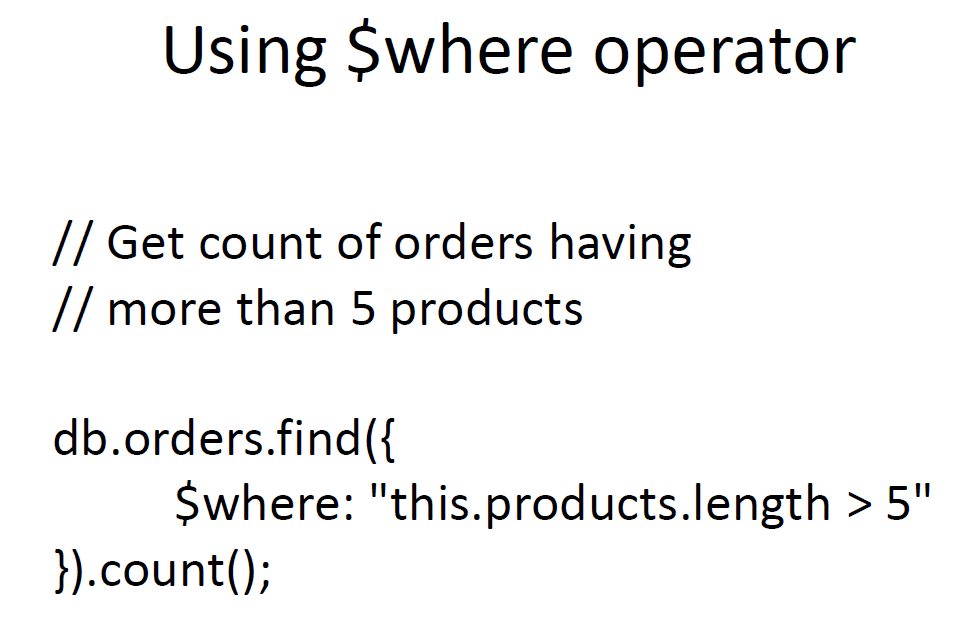 Using $where operator
// Get count of orders having
// more than 5 products
db.orders.find({
$where: "this.products.length > 5"
}).count();